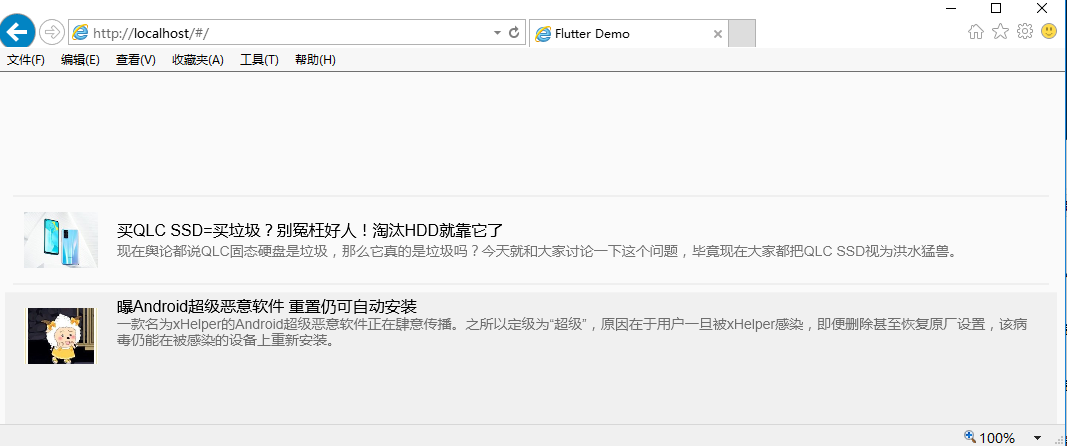 http://localhost/#/
Flutter Demo
文件(F) 编辑(E) 查看(V) 收藏夹(A) 工具(T) 帮助(H)
买QLC SSD=买垃圾？别冤枉好人！淘汰HDD就靠它了
现在舆论都说QLC固态硬盘是垃圾，那么它真的是垃圾吗？今天就和大家讨论一下这个问题，毕竟现在大家都把QLC SSD视为洪水猛兽。
曝Android超级恶意软件 重置仍可自动安装
一款名为xHelper的Android超级恶意软件正在肆意传播。之所以定级为“超级”，原因在于用户一旦被xHelper感染，即便删除甚至恢复原厂设置，该病
毒仍能在被感染的设备上重新安装。
100%